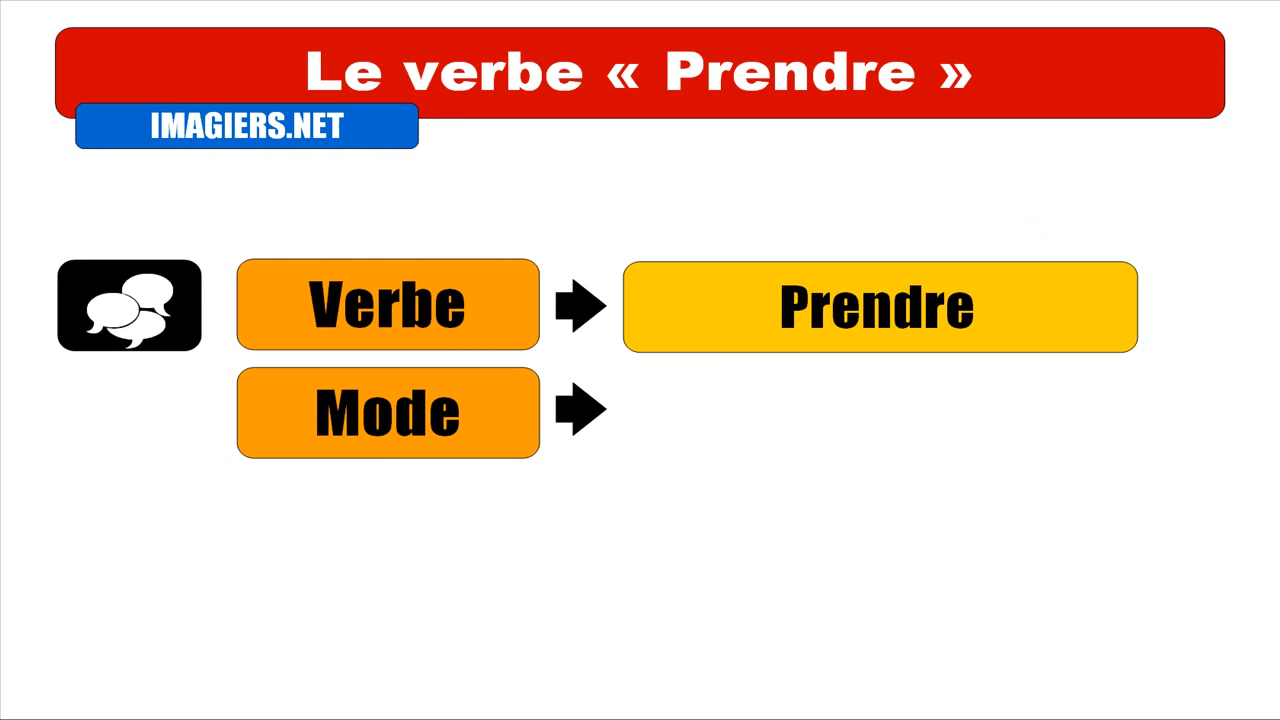 Le verbe « Prendre »
IMAGIERS.NET
Verbe
Prendre
Mode